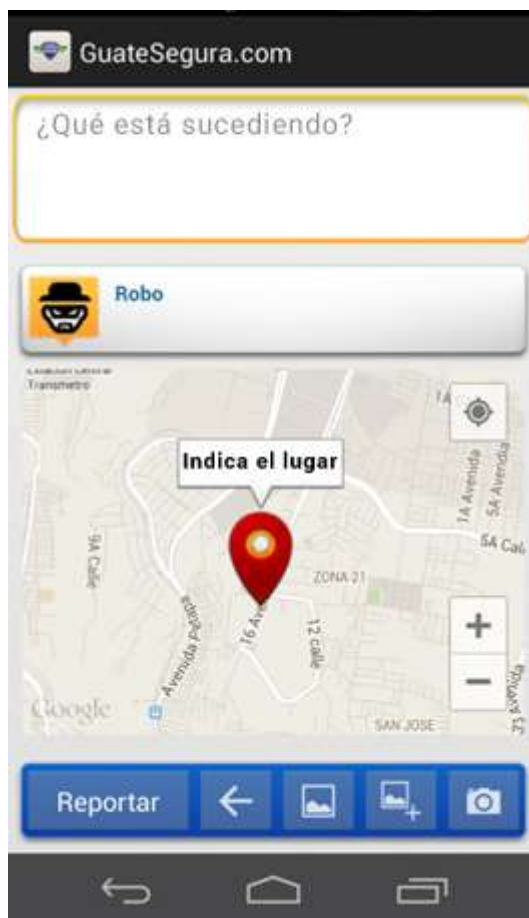 GuateSegura.com
¿Qué está sucediendo?
Robo
Transmetro
Indica el lugar
1A Avenida
5A Avenida
5A Cal
9A Calle
ZONA 21
16 Ave
12 calle
Avenida petapa
SAN JOSE
Google
Reportar